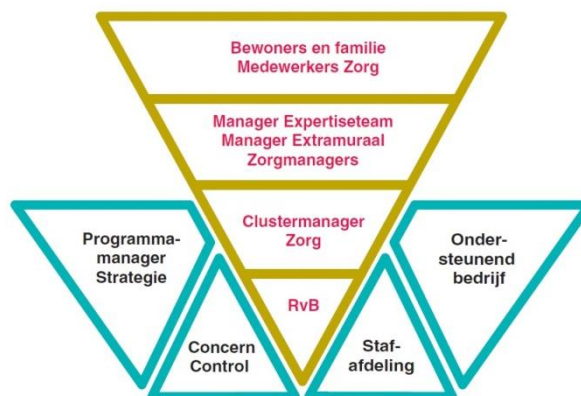 Bewoners en familie
Medewerkers Zorg
Manager Expertiseteam
Manager Extramuraal
Zorgmanagers
Clustermanager
Zorg
RvB
Programma-
manager
Strategie
Concern
Control
Staf-
afdeling
Onder-
steunend
bedrijf